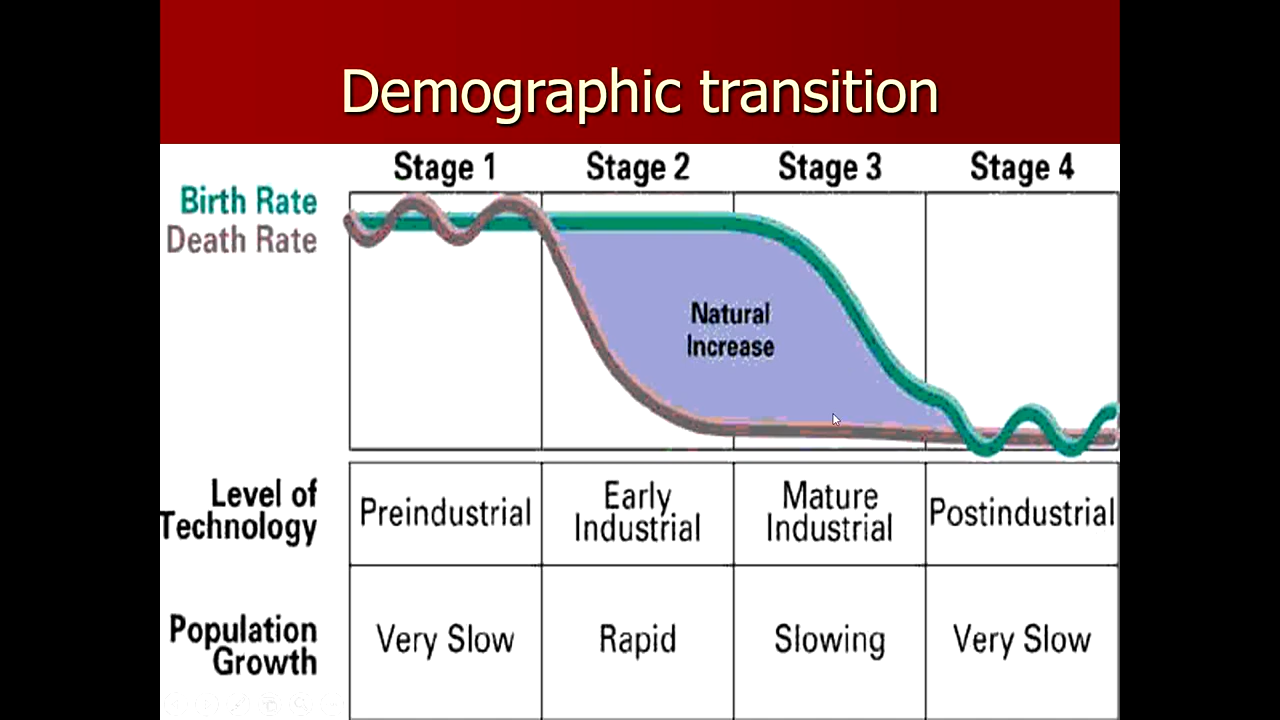 Demographic transition
Stage 1 Stage 2 Stage 3 Stage 4
Birth Rate
Death Rate
Natural
Increase
Level of
Technology
Preindustrial
Early
Industrial
Mature
Industrial
Postindustrial
Population
Growth
Very Slow
Rapid
Slowing
Very Slow